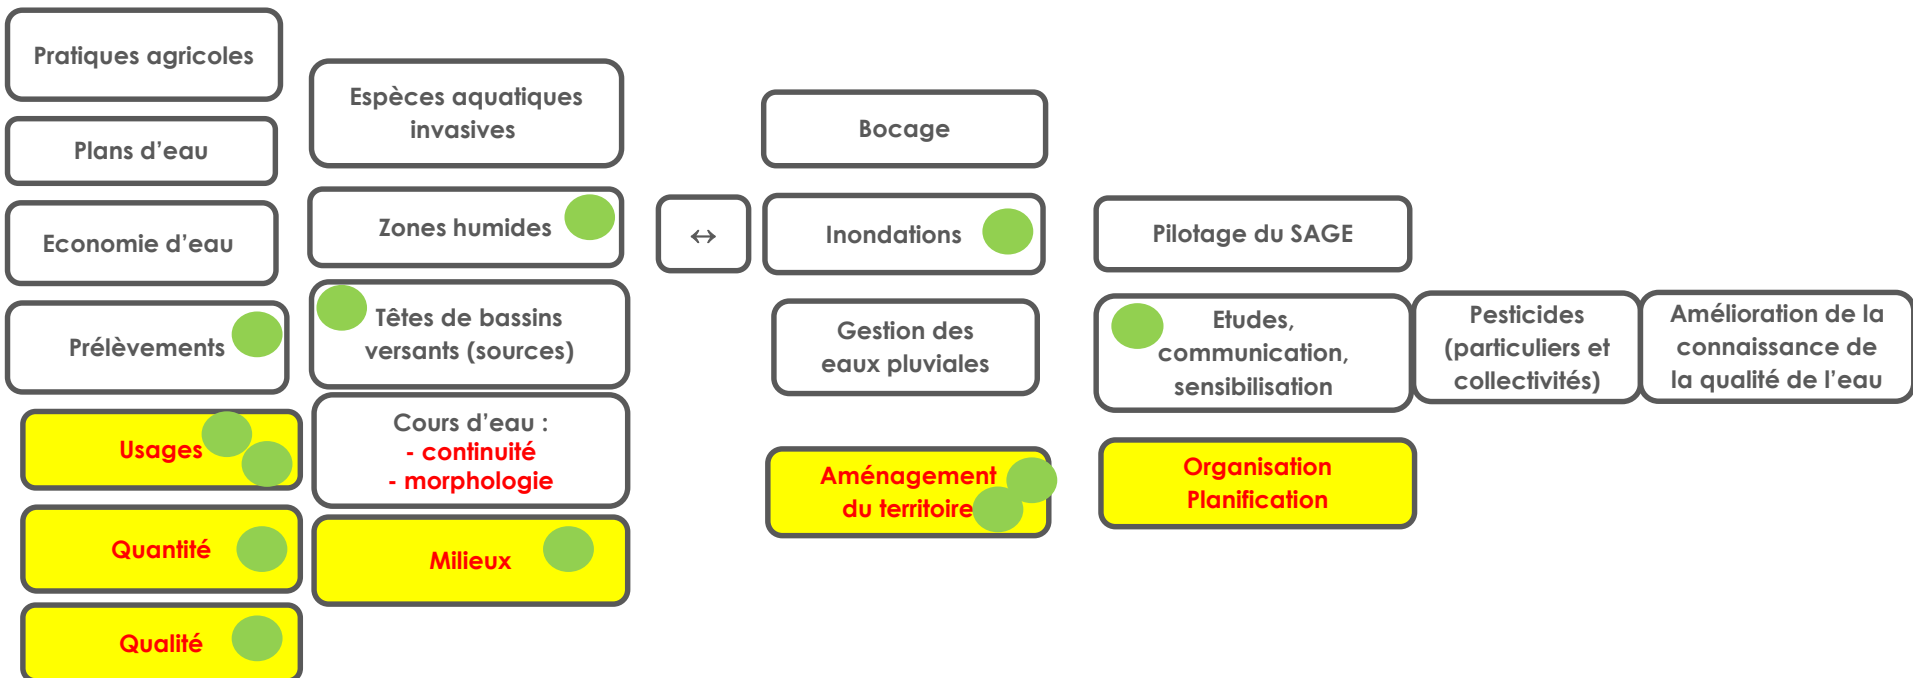 Pratiques agricoles
Plans d’eau
Economie d’eau
Prélèvements
Usages
Quantité
Qualité
Espèces aquatiques
invasives
Zones humides
Têtes de bassins
versants (sources)
Cours d’eau :
- continuité
- morphologie
Milieux
↔
Bocage
Inondations
Gestion des
eaux pluviales
Aménagement
du territoire
Pilotage du SAGE
Etudes,
communication,
sensibilisation
Organisation
Planification
Pesticides
(particuliers et
collectivités)
Amélioration de la
connaissance de
la qualité de l’eau